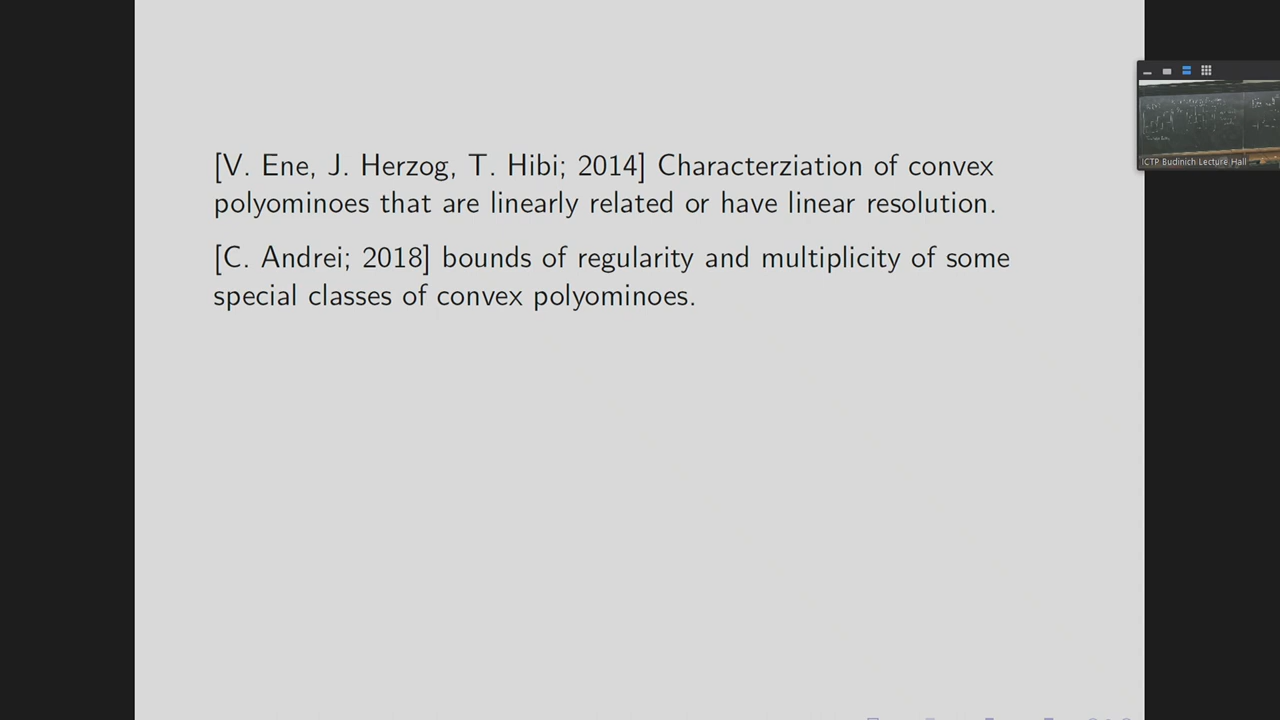 [V. Ene, J. Herzog, T. Hibi; 2014] Characterziation of convex
polyominoes that are linearly related or have linear resolution.
[C. Andrei; 2018] bounds of regularity and multiplicity of some
special classes of convex polyominoes.
ICTP Budinich Lecture Hall